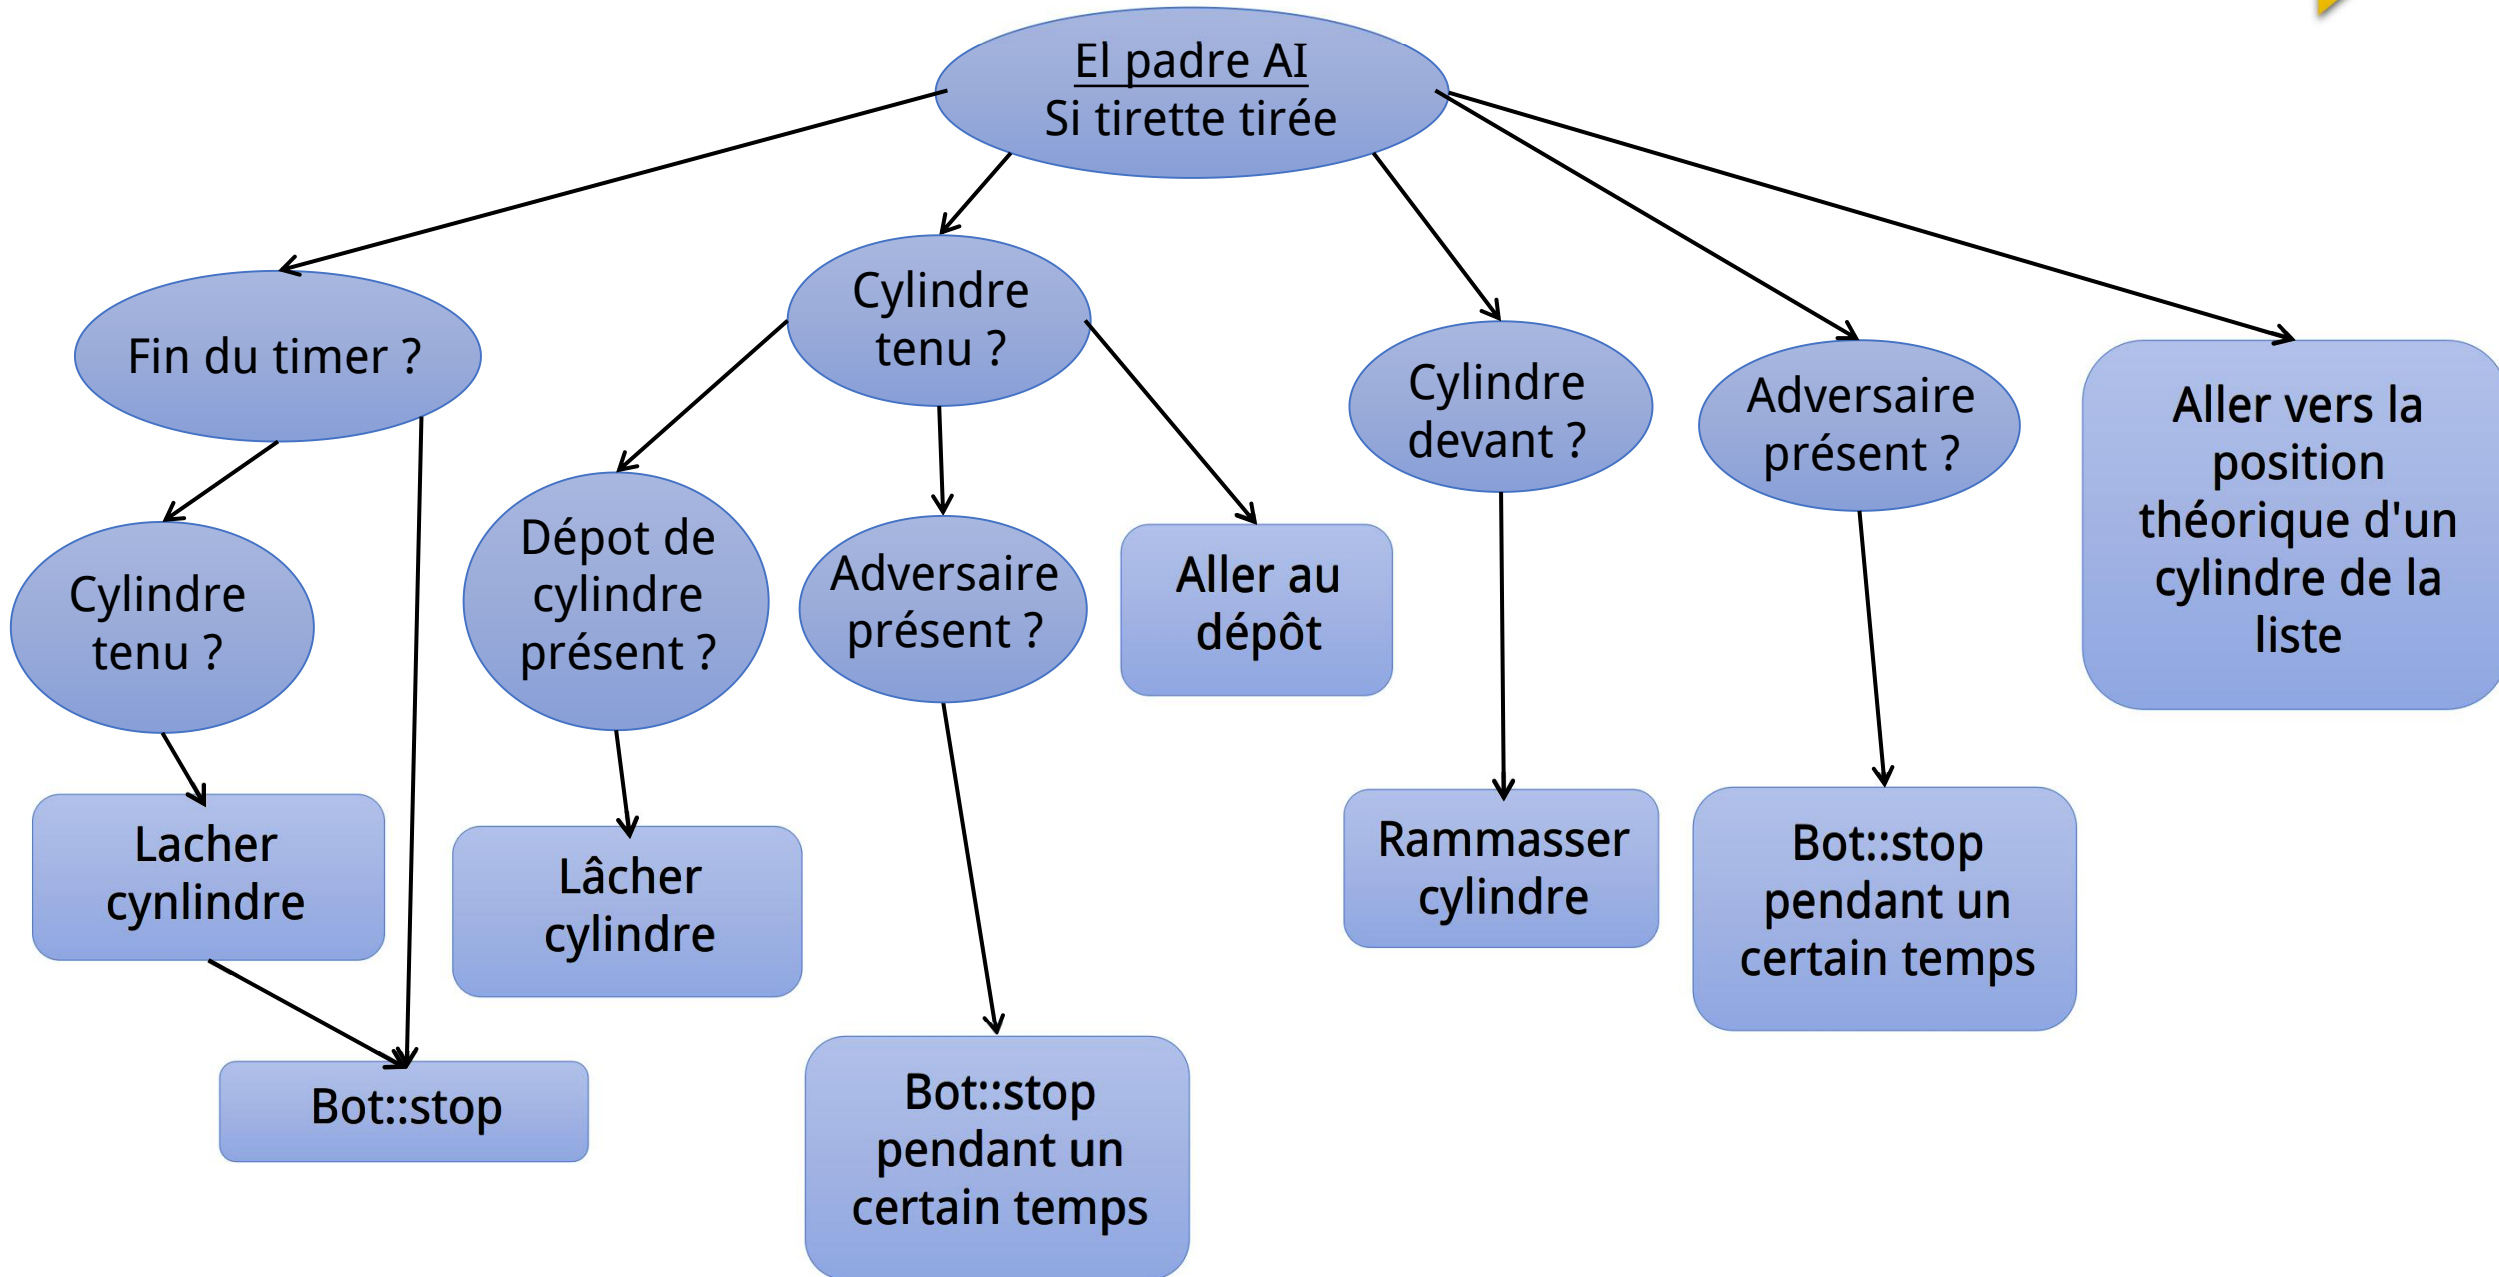 El padre AI
Si tirette tirée
Fin du timer ?
Cylindre
tenu ?
Cylindre
devant ?
Adversaire
présent ?
Aller vers la
position
théorique d'un
cylindre de la
liste
Cylindre
tenu ?
Dépot de
cylindre
présent ?
Adversaire
présent ?
Aller au
dépôt
Lacher
cynlindre
Lâcher
cylindre
Rammasser
cylindre
Bot::stop
pendant un
certain temps
Bot::stop
Bot::stop
pendant un
certain temps